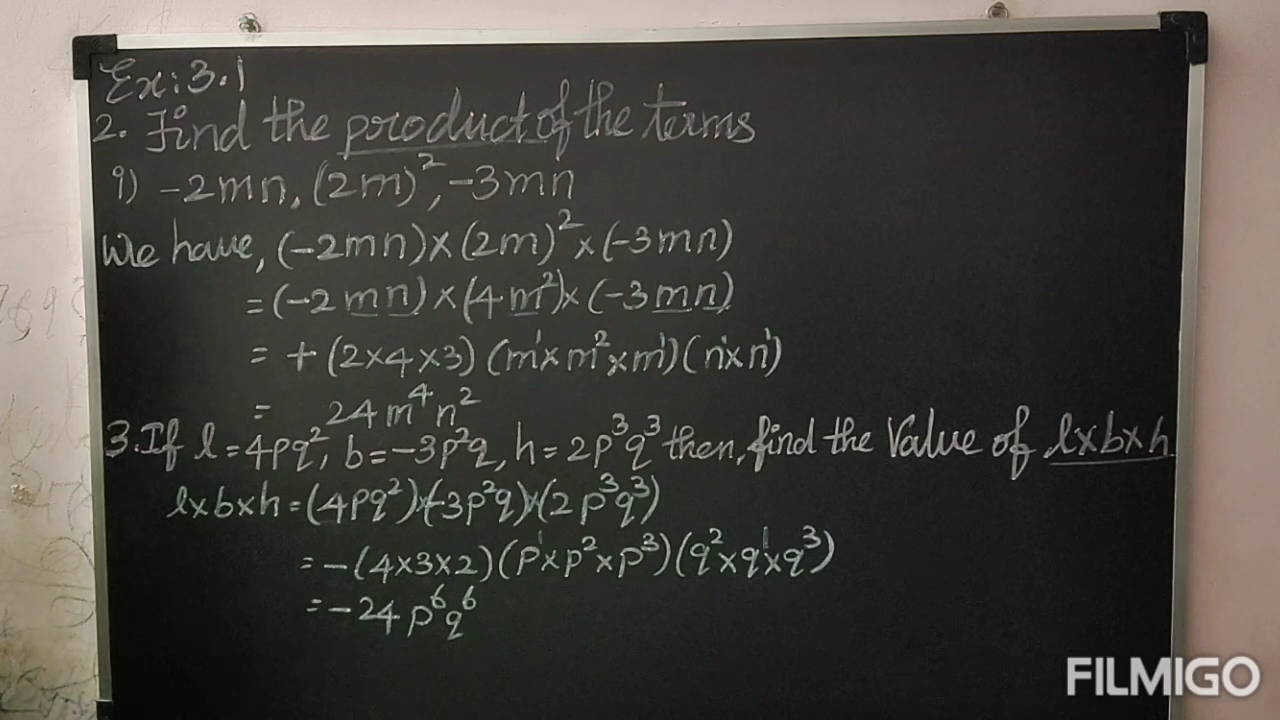 Ex:3.1
2. Find the product of the terms
i) -2mn, (2m)², -3mn
We have, (-2mn)×(2m)²×(-3mn)
= (-2mn)×(4m²)×(-3mn)
= +(2×4×3)(m¹×m²×m¹)(n¹×n¹)
= 24m⁴n²
3. If l=4pq², b=-3p²q, h=2p³q³ then, find the Value of l×b×h
l×b×h=(4pq²)×(-3p²q)×(2p³q³)
= -(4×3×2)(p¹×p²×p³)(q²×q¹×q³)
= -24p⁶q⁶
FILMIGO